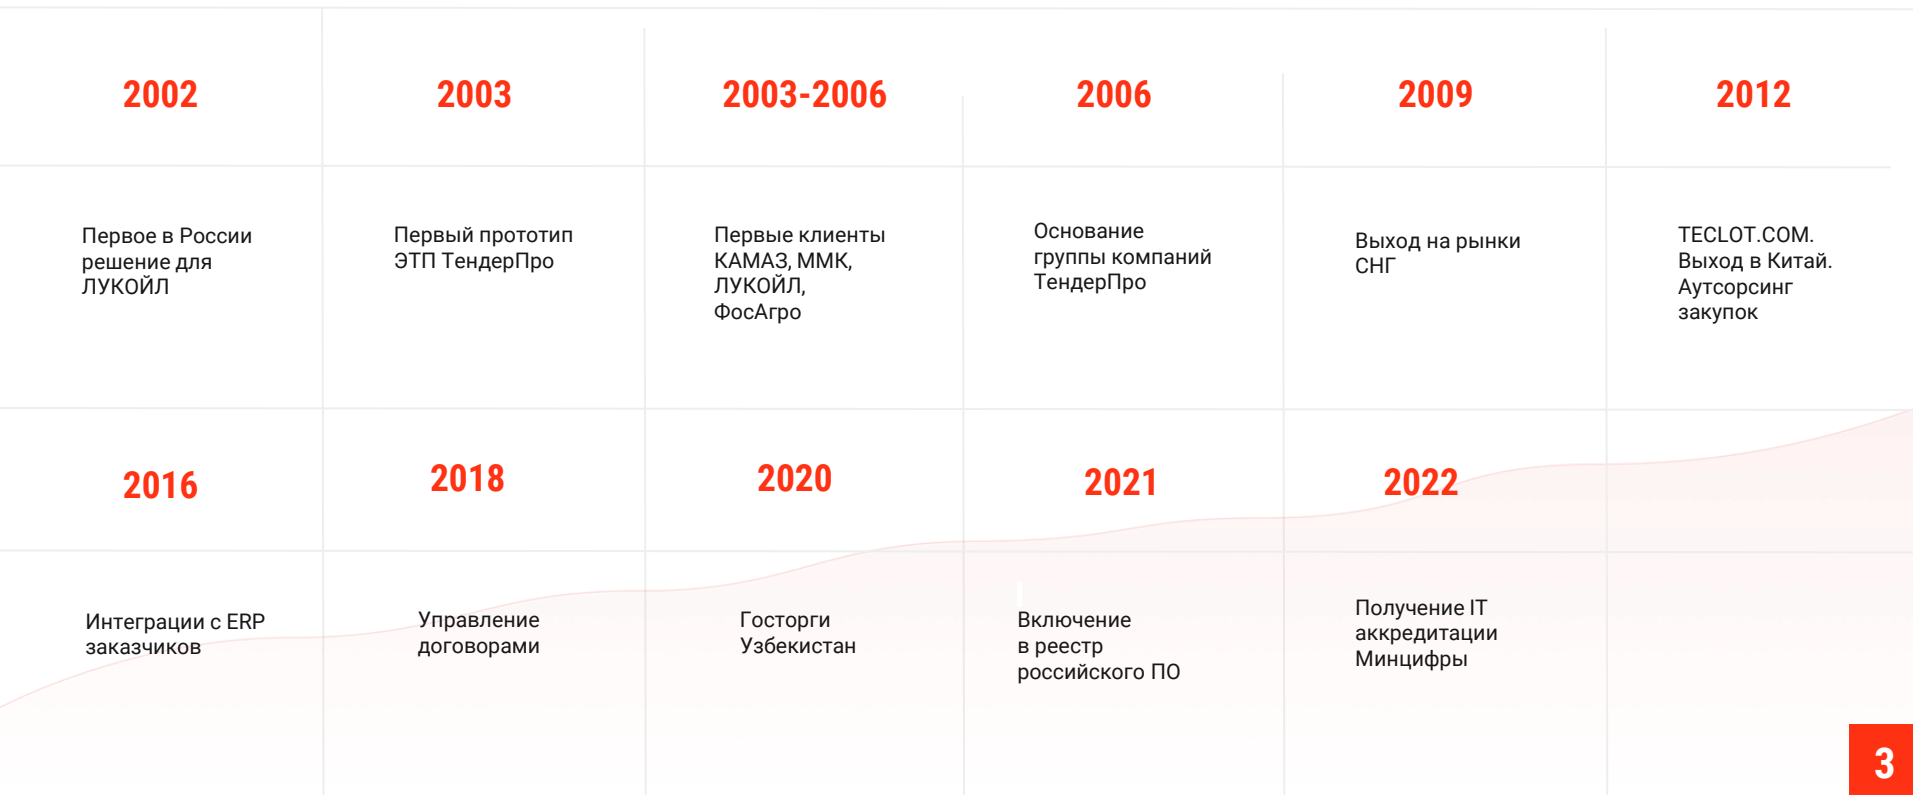 2002
2003
2003-2006
2006
2009
2012
Первое в России
решение для
ЛУКОЙЛ
Первый прототип
ЭТП ТендерПро
Первые клиенты
КАМАЗ, ММК,
ЛУКОЙЛ,
ФосАгро
Основание
группы компаний
ТендерПро
Выход на рынки
СНГ
TECLOT.COM.
Выход в Китай.
Аутсорсинг
закупок
2016
2018
2020
2021
2022
Интеграции с ERP
заказчиков
Управление
договорами
Госторги
Узбекистан
Включение
в реестр
российского ПО
Получение IT
аккредитации
Минцифры
3